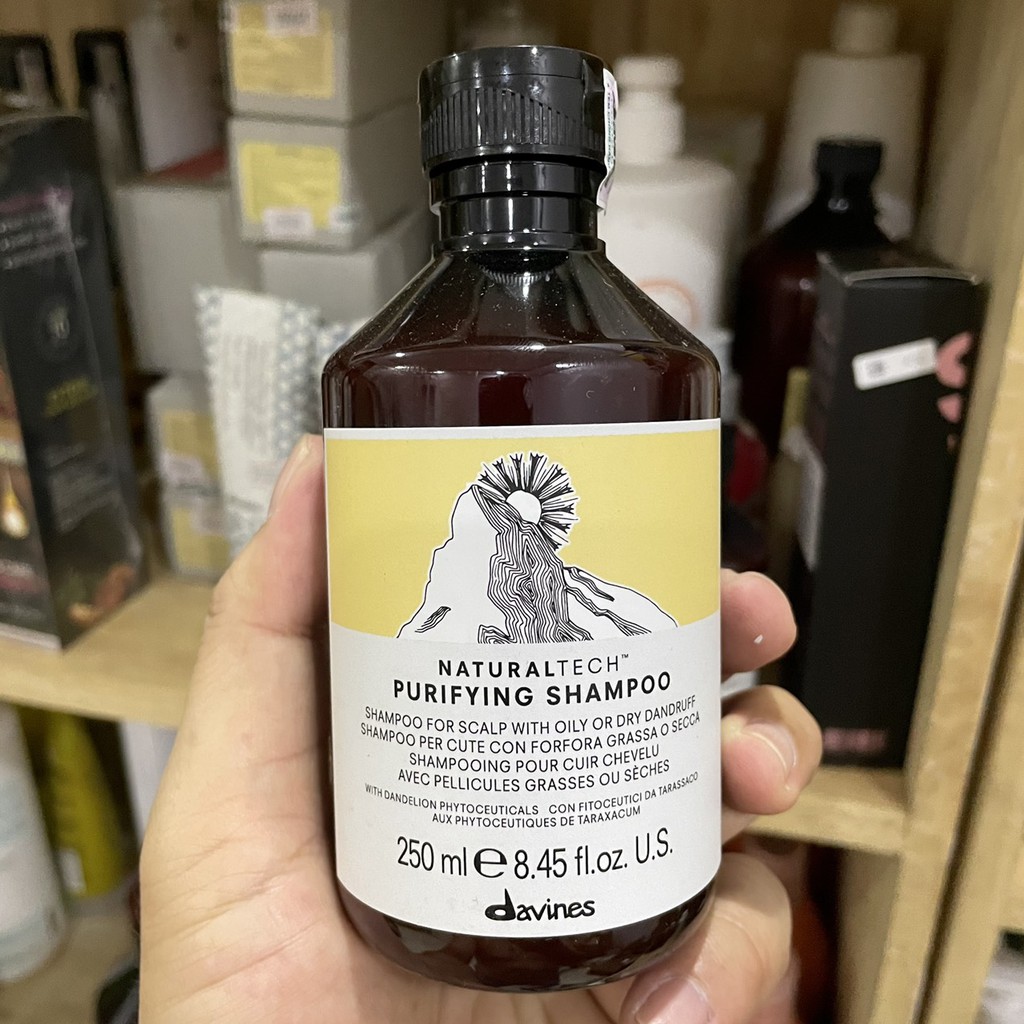 NATURALTECH™
PURIFYING SHAMPOO
SHAMPOO FOR SCALP WITH OILY OR DRY DANDRUFF
SHAMPOO PER CUTE CON FORFORA GRASSA O SECCA
SHAMPOOING POUR CUIR CHEVELU
AVEC PELLICULES GRASSES OU SÈCHES
WITH DANDELION PHYTOCEUTICALS CON FITOCEUTICI DA TARASSACO
AUX PHYTOCEUTIQUES DE TARAXACUM
250 ml ℮ 8.45 fl.oz. U.S.
davines